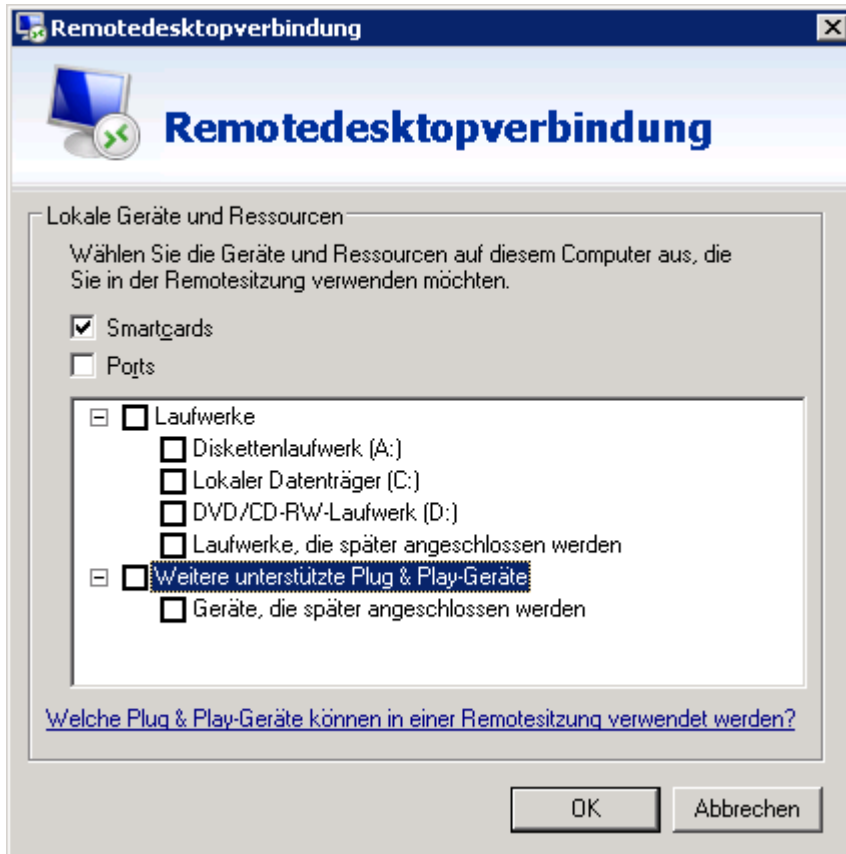 Remotedesktopverbindung
Remotedesktopverbindung
Lokale Geräte und Ressourcen
Wählen Sie die Geräte und Ressourcen auf diesem Computer aus, die
Sie in der Remotesitzung verwenden möchten.
Smartcards
Ports
Laufwerke
Diskettenlaufwerk (A:)
Lokaler Datenträger (C:)
DVD/CD-RW-Laufwerk (D:)
Laufwerke, die später angeschlossen werden
Weitere unterstützte Plug & Play-Geräte
Geräte, die später angeschlossen werden
Welche Plug & Play-Geräte können in einer Remotesitzung verwendet werden?
OK Abbrechen